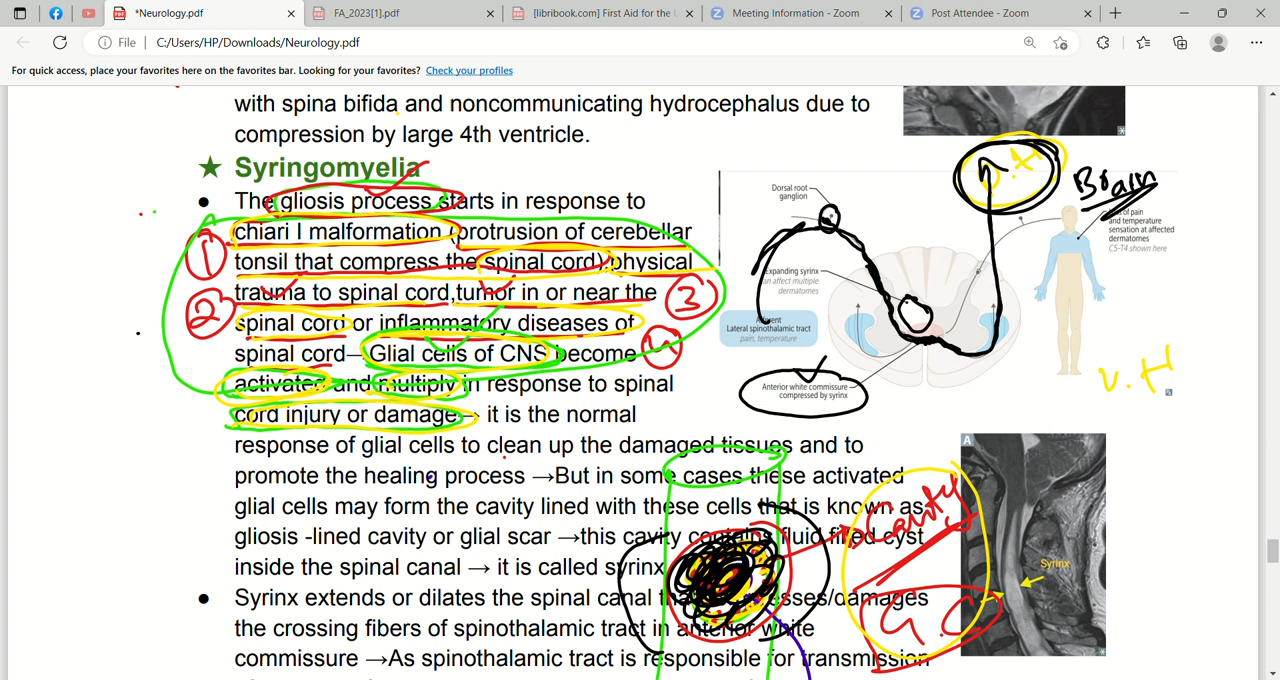 *Neurology.pdf
FA_2023[1].pdf
[libribook.com] First Aid for the U
Meeting Information - Zoom
Post Attendee - Zoom
File
C:/Users/HP/Downloads/Neurology.pdf
For quick access, place your favorites here on the favorites bar. Looking for your favorites? Check your profiles
with spina bifida and noncommunicating hydrocephalus due to
compression by large 4th ventricle.
★ Syringomyelia
● The gliosis process starts in response to
chiari I malformation (protrusion of cerebellar
tonsil that compress the spinal cord),physical
trauma to spinal cord,tumor in or near the
spinal cord or inflammatory diseases of
spinal cord—Glial cells of CNS become
activated and multiply in response to spinal
cord injury or damage→ it is the normal
response of glial cells to clean up the damaged tissues and to
promote the healing process →But in some cases these activated
glial cells may form the cavity lined with these cells that is known as
gliosis -lined cavity or glial scar →this cavity contains fluid filled cyst
inside the spinal canal → it is called syrinx
● Syrinx extends or dilates the spinal canal
the crossing fibers of spinothalamic tract in anterior white
commissure →As spinothalamic tract is responsible for transmission
1
2
3
4
Dorsal root
ganglion
Expanding syrinx
can affect multiple
dermatomes
Afferent
Lateral spinothalamic tract
pain, temperature
Anterior white commissure
compressed by syrinx
Brain
of pain
and temperature
sensation at affected
dermatomes
C5-T4 shown here
V.H
Cavity
G.C
A
Syrinx